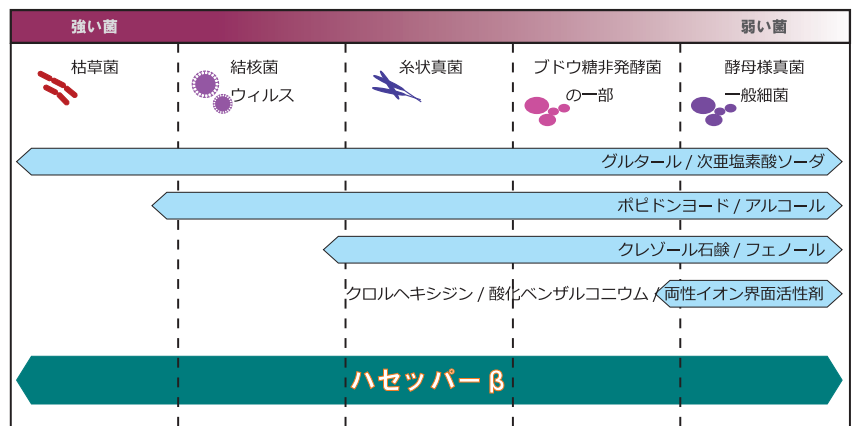 強い菌
弱い菌
枯草菌
結核菌
ウィルス
糸状真菌
ブドウ糖非発酵菌
の一部
酵母様真菌
一般細菌
グルタール / 次亜塩素酸ソーダ
ポピドンヨード / アルコール
クレゾール石鹸 / フェノール
クロルヘキシジン / 酸化ベンザルコニウム / 両性イオン界面活性剤
ハセッパーβ